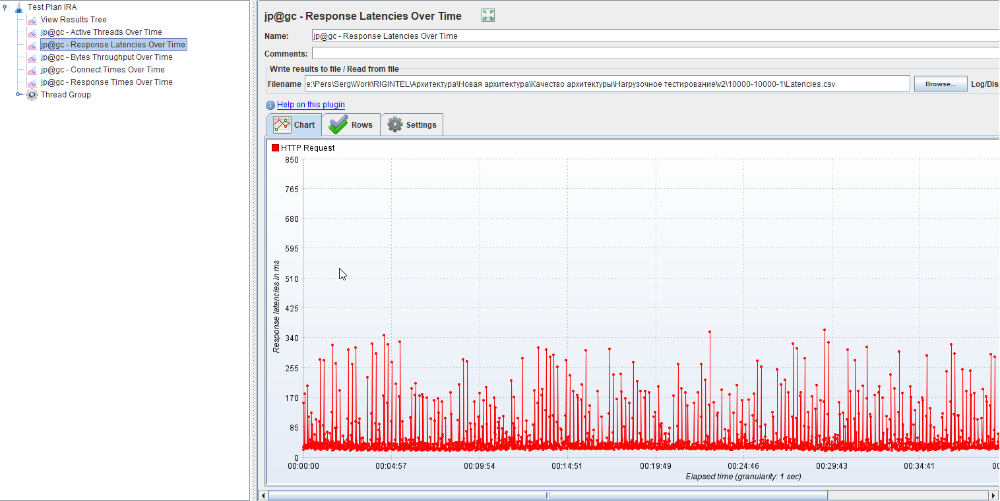 Test Plan IRA
View Results Tree
jp@gc - Active Threads Over Time
jp@gc - Response Latencies Over Time
jp@gc - Bytes Throughput Over Time
jp@gc - Connect Times Over Time
jp@gc - Response Times Over Time
Thread Group
jp@gc - Response Latencies Over Time
Name: jp@gc - Response Latencies Over Time
Comments:
Write results to file / Read from file
Filename e:\Pers\Serg\Work\RIGINTEL\Архитектура\Новая архитектура\Качество архитектуры\Нагрузочное тестирование\v2\10000-10000-1\Latencies.csv Browse... Log/Dis
Help on this plugin
Chart Rows Settings
HTTP Request
850
765
680
595
510
425
340
255
170
85
0
Response latencies in ms
00:00:00 00:04:57 00:09:54 00:14:51 00:19:49 00:24:46 00:29:43 00:34:41 00
Elapsed time (granularity: 1 sec)